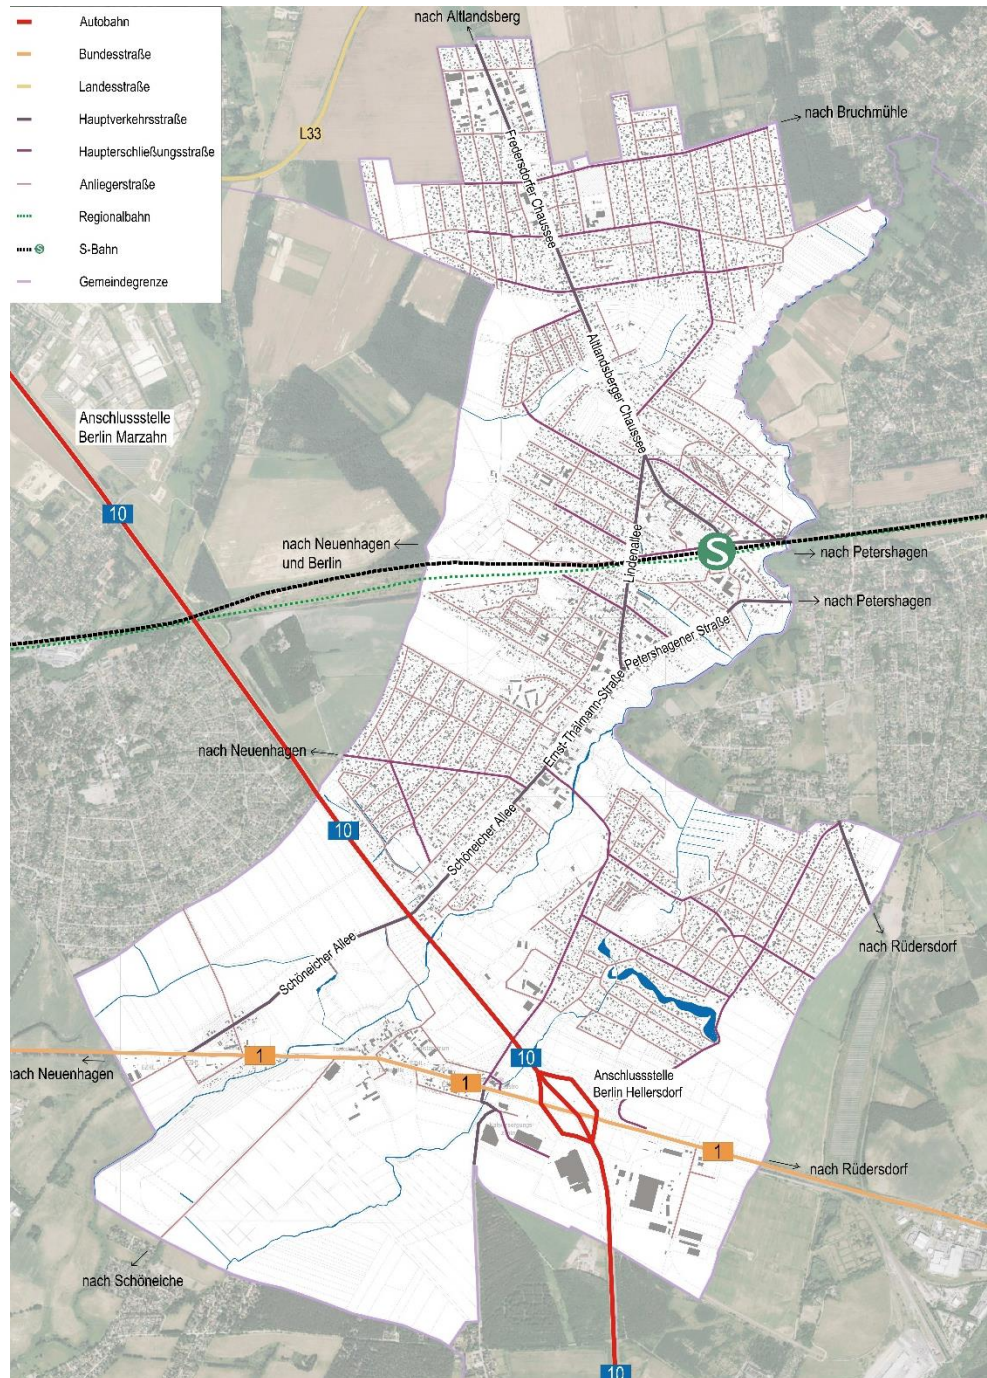 Autobahn
Bundesstraße
Landesstraße
Hauptverkehrsstraße
Haupterschließungsstraße
Anliegerstraße
Regionalbahn
S
S-Bahn
Gemeindegrenze
nach Altlandsberg
nach Bruchmühle
L33
Fredersdorfer Chaussee
Altlandsberger Chaussee
Anschlussstelle
Berlin Marzahn
10
nach Neuenhagen
und Berlin
Lindenallee
S
nach Petershagen
nach Petershagen
Petershagener Straße
Ernst-Thälmann-Straße
nach Neuenhagen
10
Schöneicher Allee
nach Rüdersdorf
Schöneicher Allee
10
1
nach Neuenhagen
1
Anschlussstelle
Berlin Hellersdorf
1
nach Rüdersdorf
nach Schöneiche
10